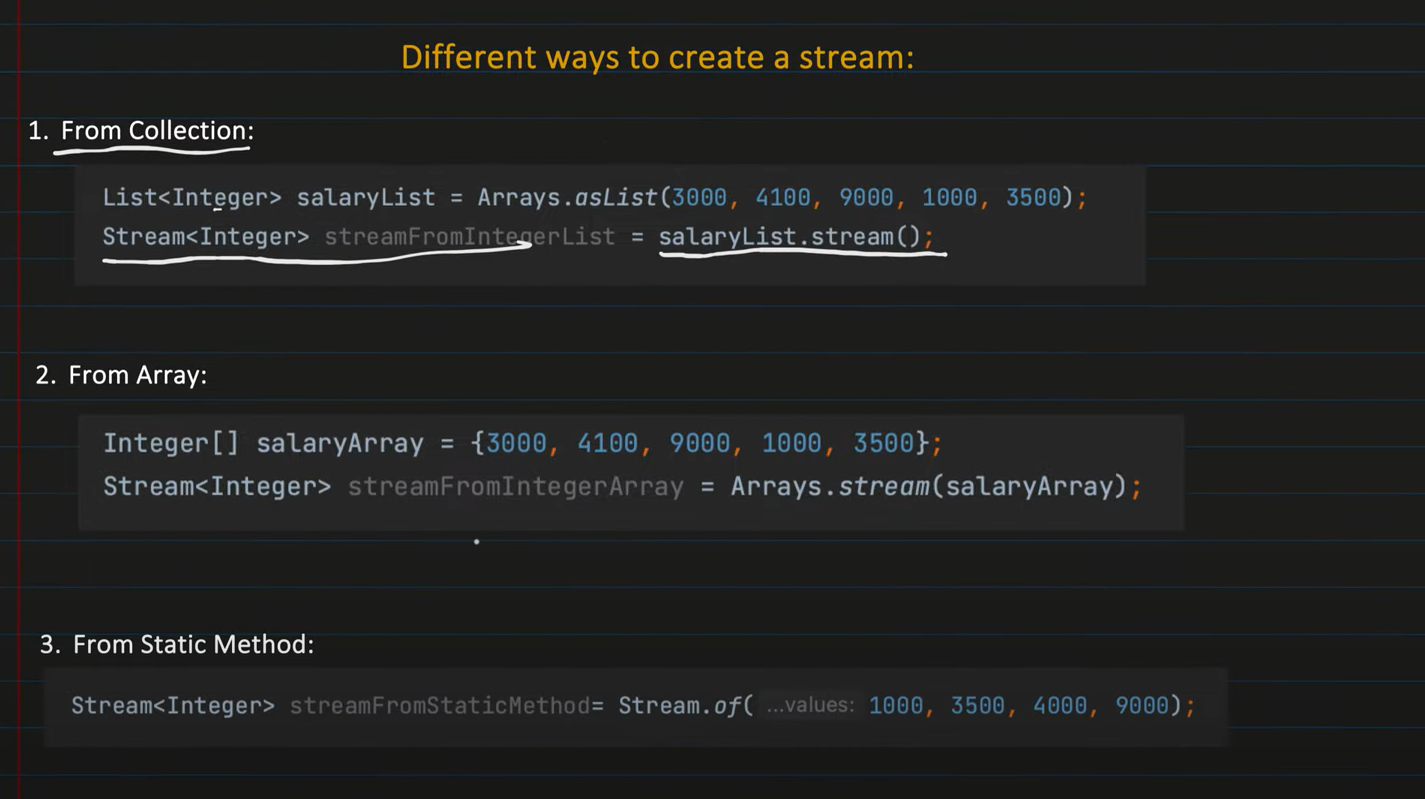 Different ways to create a stream:
1. From Collection:
List<Integer> salaryList = Arrays.asList(3000, 4100, 9000, 1000, 3500);
Stream<Integer> streamFromIntegerList = salaryList.stream();
2. From Array:
Integer[] salaryArray = {3000, 4100, 9000, 1000, 3500};
Stream<Integer> streamFromIntegerArray = Arrays.stream(salaryArray);
3. From Static Method:
Stream<Integer> streamFromStaticMethod= Stream.of( ...values: 1000, 3500, 4000, 9000);